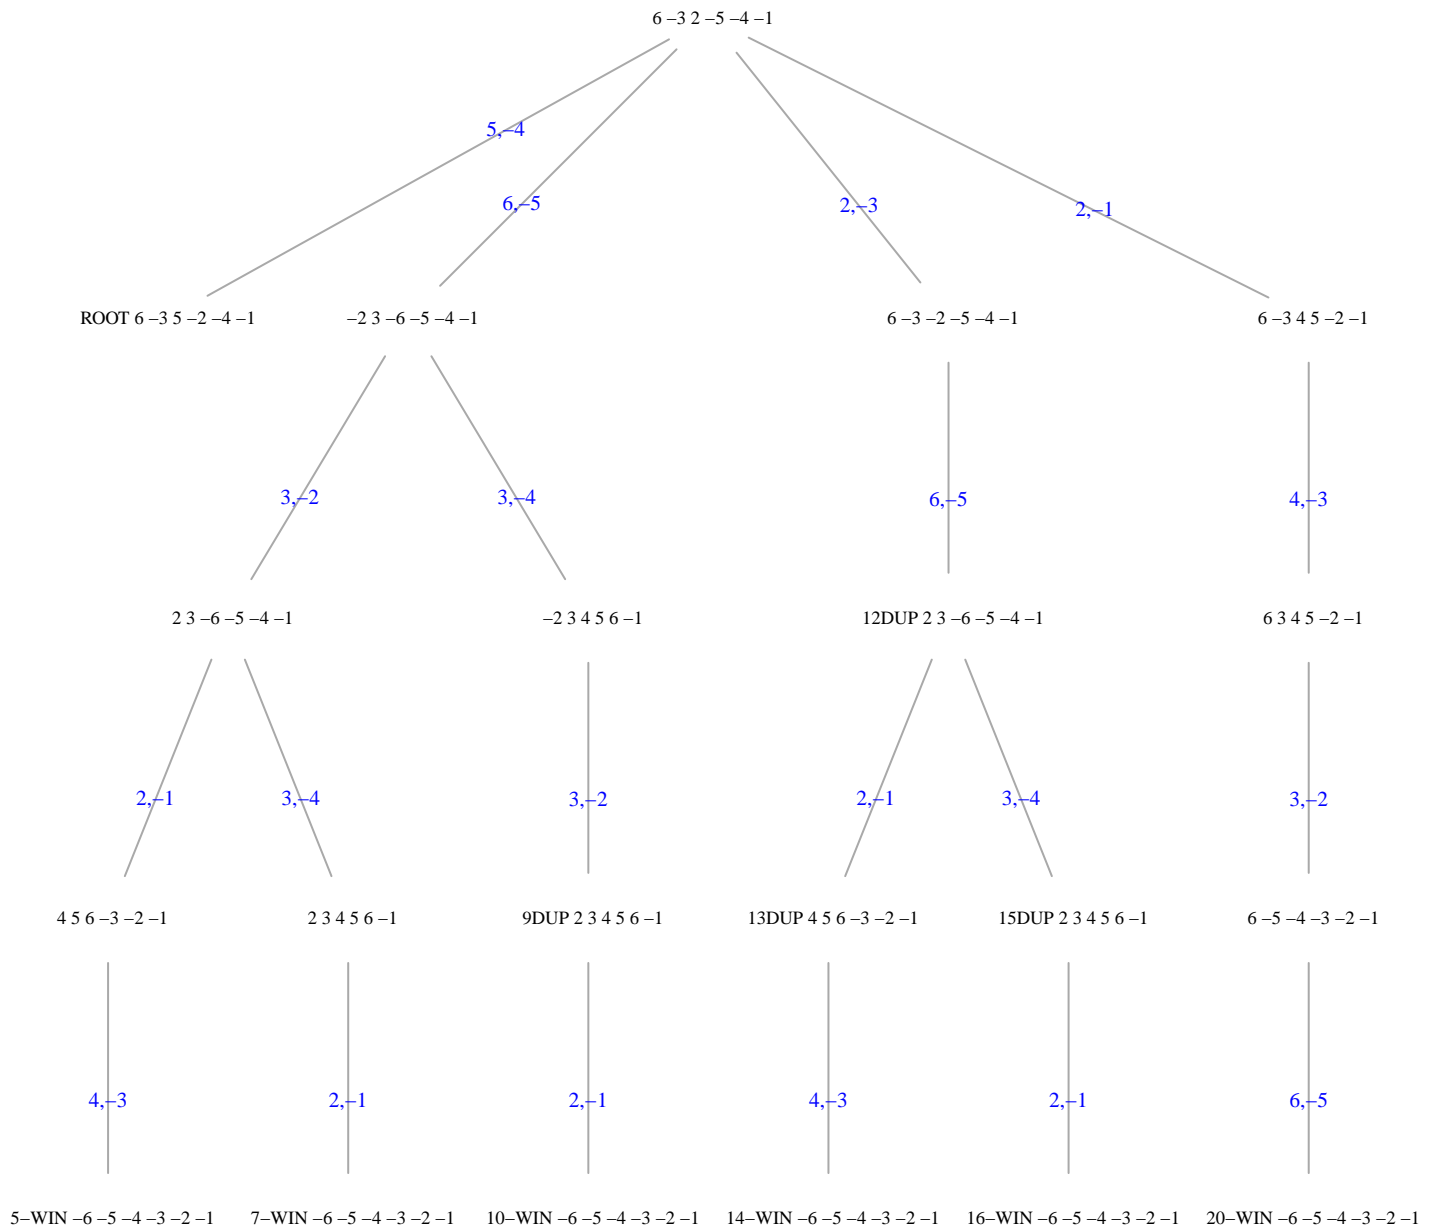 6 –3 2 –5 –4 –1
5,–4
6,–5
2,–3
2,–1
ROOT 6 –3 5 –2 –4 –1
–2 3 –6 –5 –4 –1
6 –3 –2 –5 –4 –1
6 –3 4 5 –2 –1
3,–2
3,–4
6,–5
4,–3
2 3 –6 –5 –4 –1
–2 3 4 5 6 –1
12DUP 2 3 –6 –5 –4 –1
6 3 4 5 –2 –1
2,–1
3,–4
3,–2
2,–1
3,–4
3,–2
4 5 6 –3 –2 –1
2 3 4 5 6 –1
9DUP 2 3 4 5 6 –1
13DUP 4 5 6 –3 –2 –1
15DUP 2 3 4 5 6 –1
6 –5 –4 –3 –2 –1
4,–3
2,–1
2,–1
4,–3
2,–1
6,–5
5–WIN –6 –5 –4 –3 –2 –1
7–WIN –6 –5 –4 –3 –2 –1
10–WIN –6 –5 –4 –3 –2 –1
14–WIN –6 –5 –4 –3 –2 –1
16–WIN –6 –5 –4 –3 –2 –1
20–WIN –6 –5 –4 –3 –2 –1